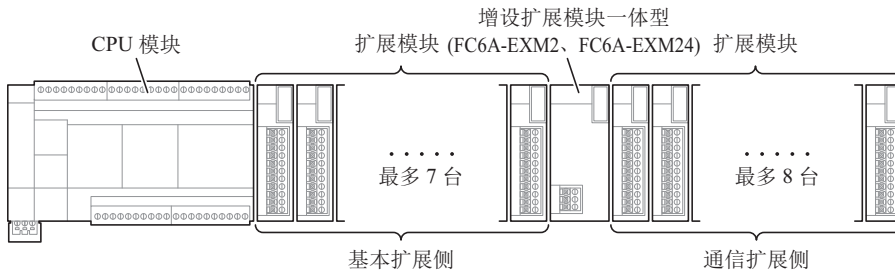 增设扩展模块一体型
CPU 模块
扩展模块 (FC6A-EXM2、FC6A-EXM24) 扩展模块
最多 7 台
最多 8 台
基本扩展侧
通信扩展侧